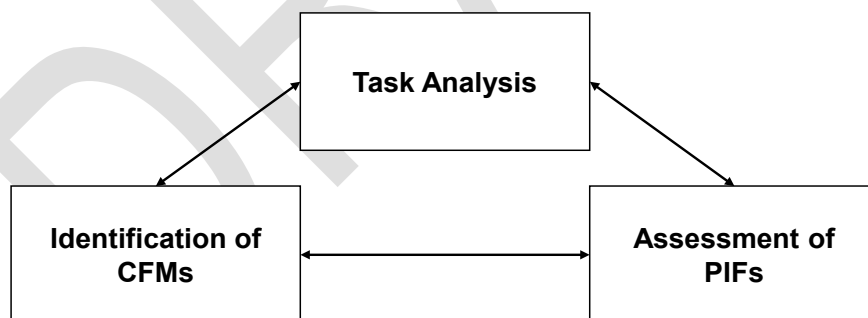 Task Analysis
Identification of
CFMs
Assessment of
PIFs